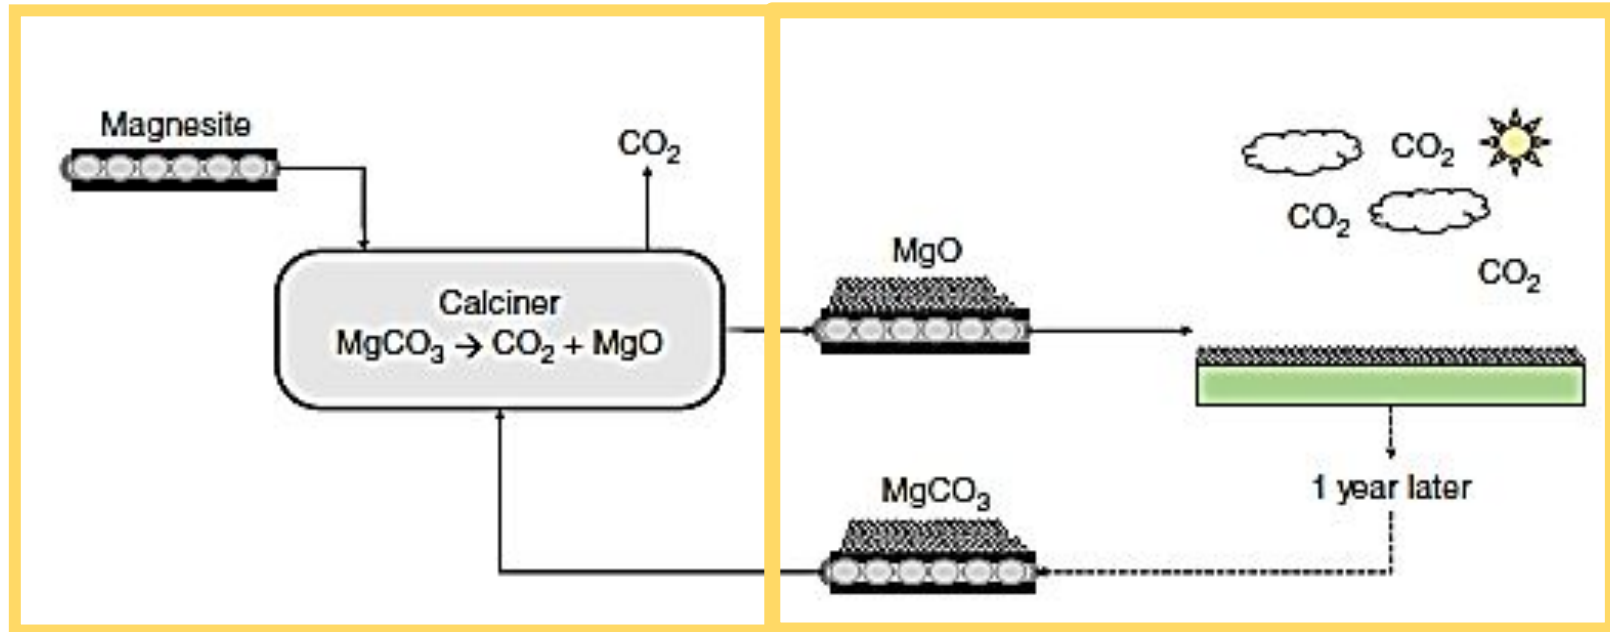 Magnesite
CO₂
Calciner
MgCO₃ → CO₂ + MgO
MgO
CO₂
CO₂
CO₂
1 year later
MgCO₃